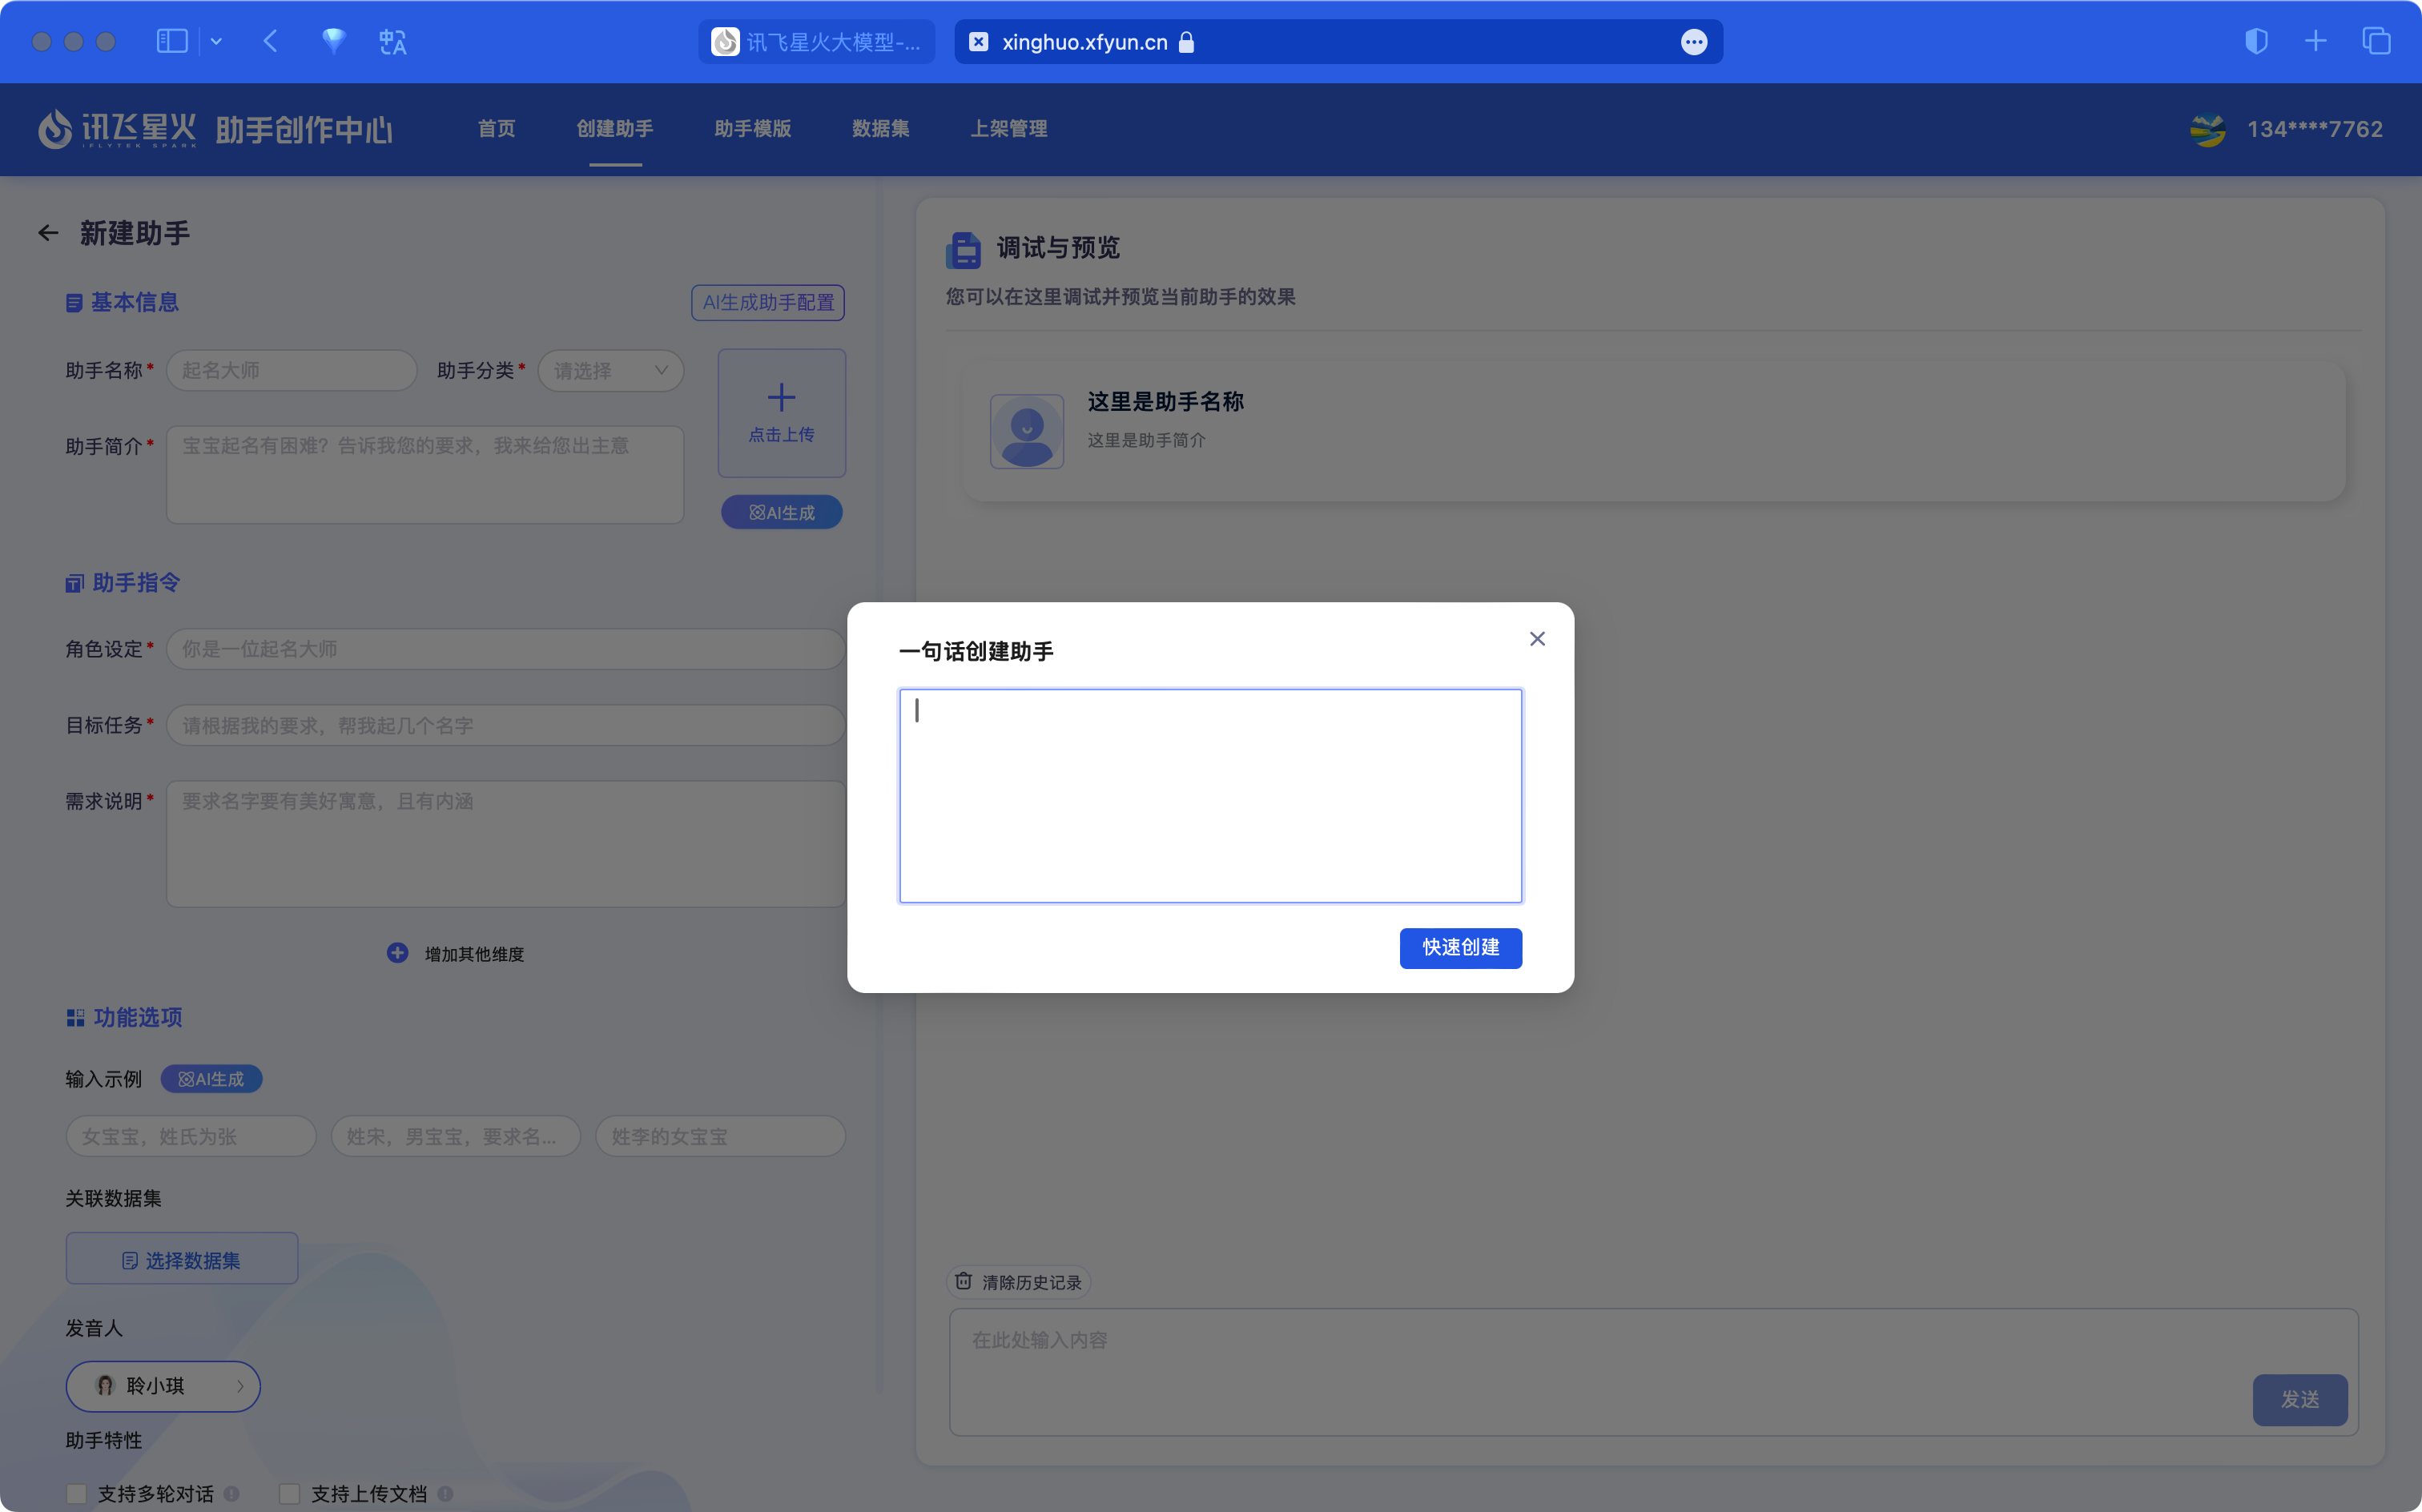 讯飞星火大模型-...
xinghuo.xfyun.cn
讯飞星火
IFLYTEK SPARK
助手创作中心
首页
创建助手
助手模版
数据集
上架管理
134****7762
新建助手
基本信息
AI生成助手配置
助手名称*
起名大师
助手分类*
请选择
点击上传
助手简介*
宝宝起名有困难?告诉我您的要求，我来给您出主意
AI生成
助手指令
角色设定*
你是一位起名大师
目标任务*
请根据我的要求，帮我起几个名字
需求说明*
要求名字要有美好寓意，且有内涵
增加其他维度
功能选项
输入示例
AI生成
女宝宝，姓氏为张
姓宋，男宝宝，要求名...
姓李的女宝宝
关联数据集
选择数据集
发音人
聆小琪
助手特性
支持多轮对话
支持上传文档
调试与预览
您可以在这里调试并预览当前助手的效果
这里是助手名称
这里是助手简介
一句话创建助手
快速创建
清除历史记录
在此处输入内容
发送